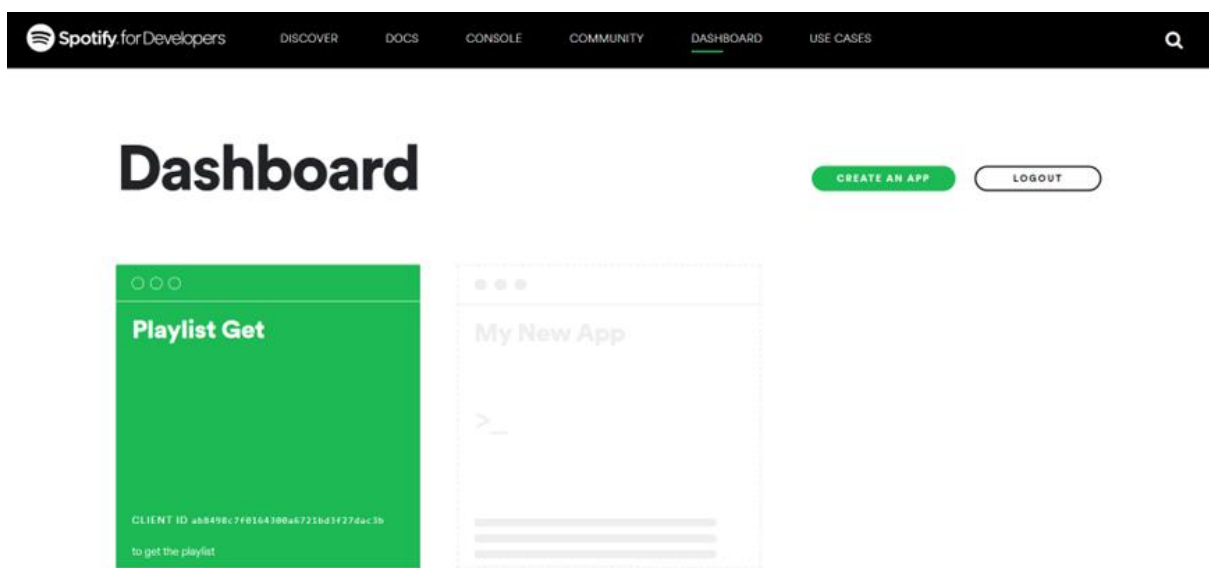 Spotify for Developers DISCOVER DOCS CONSOLE COMMUNITY DASHBOARD USE CASES
Dashboard
CREATE AN APP LOGOUT
Playlist Get
My New App
>_
CLIENT ID
to get the playlist